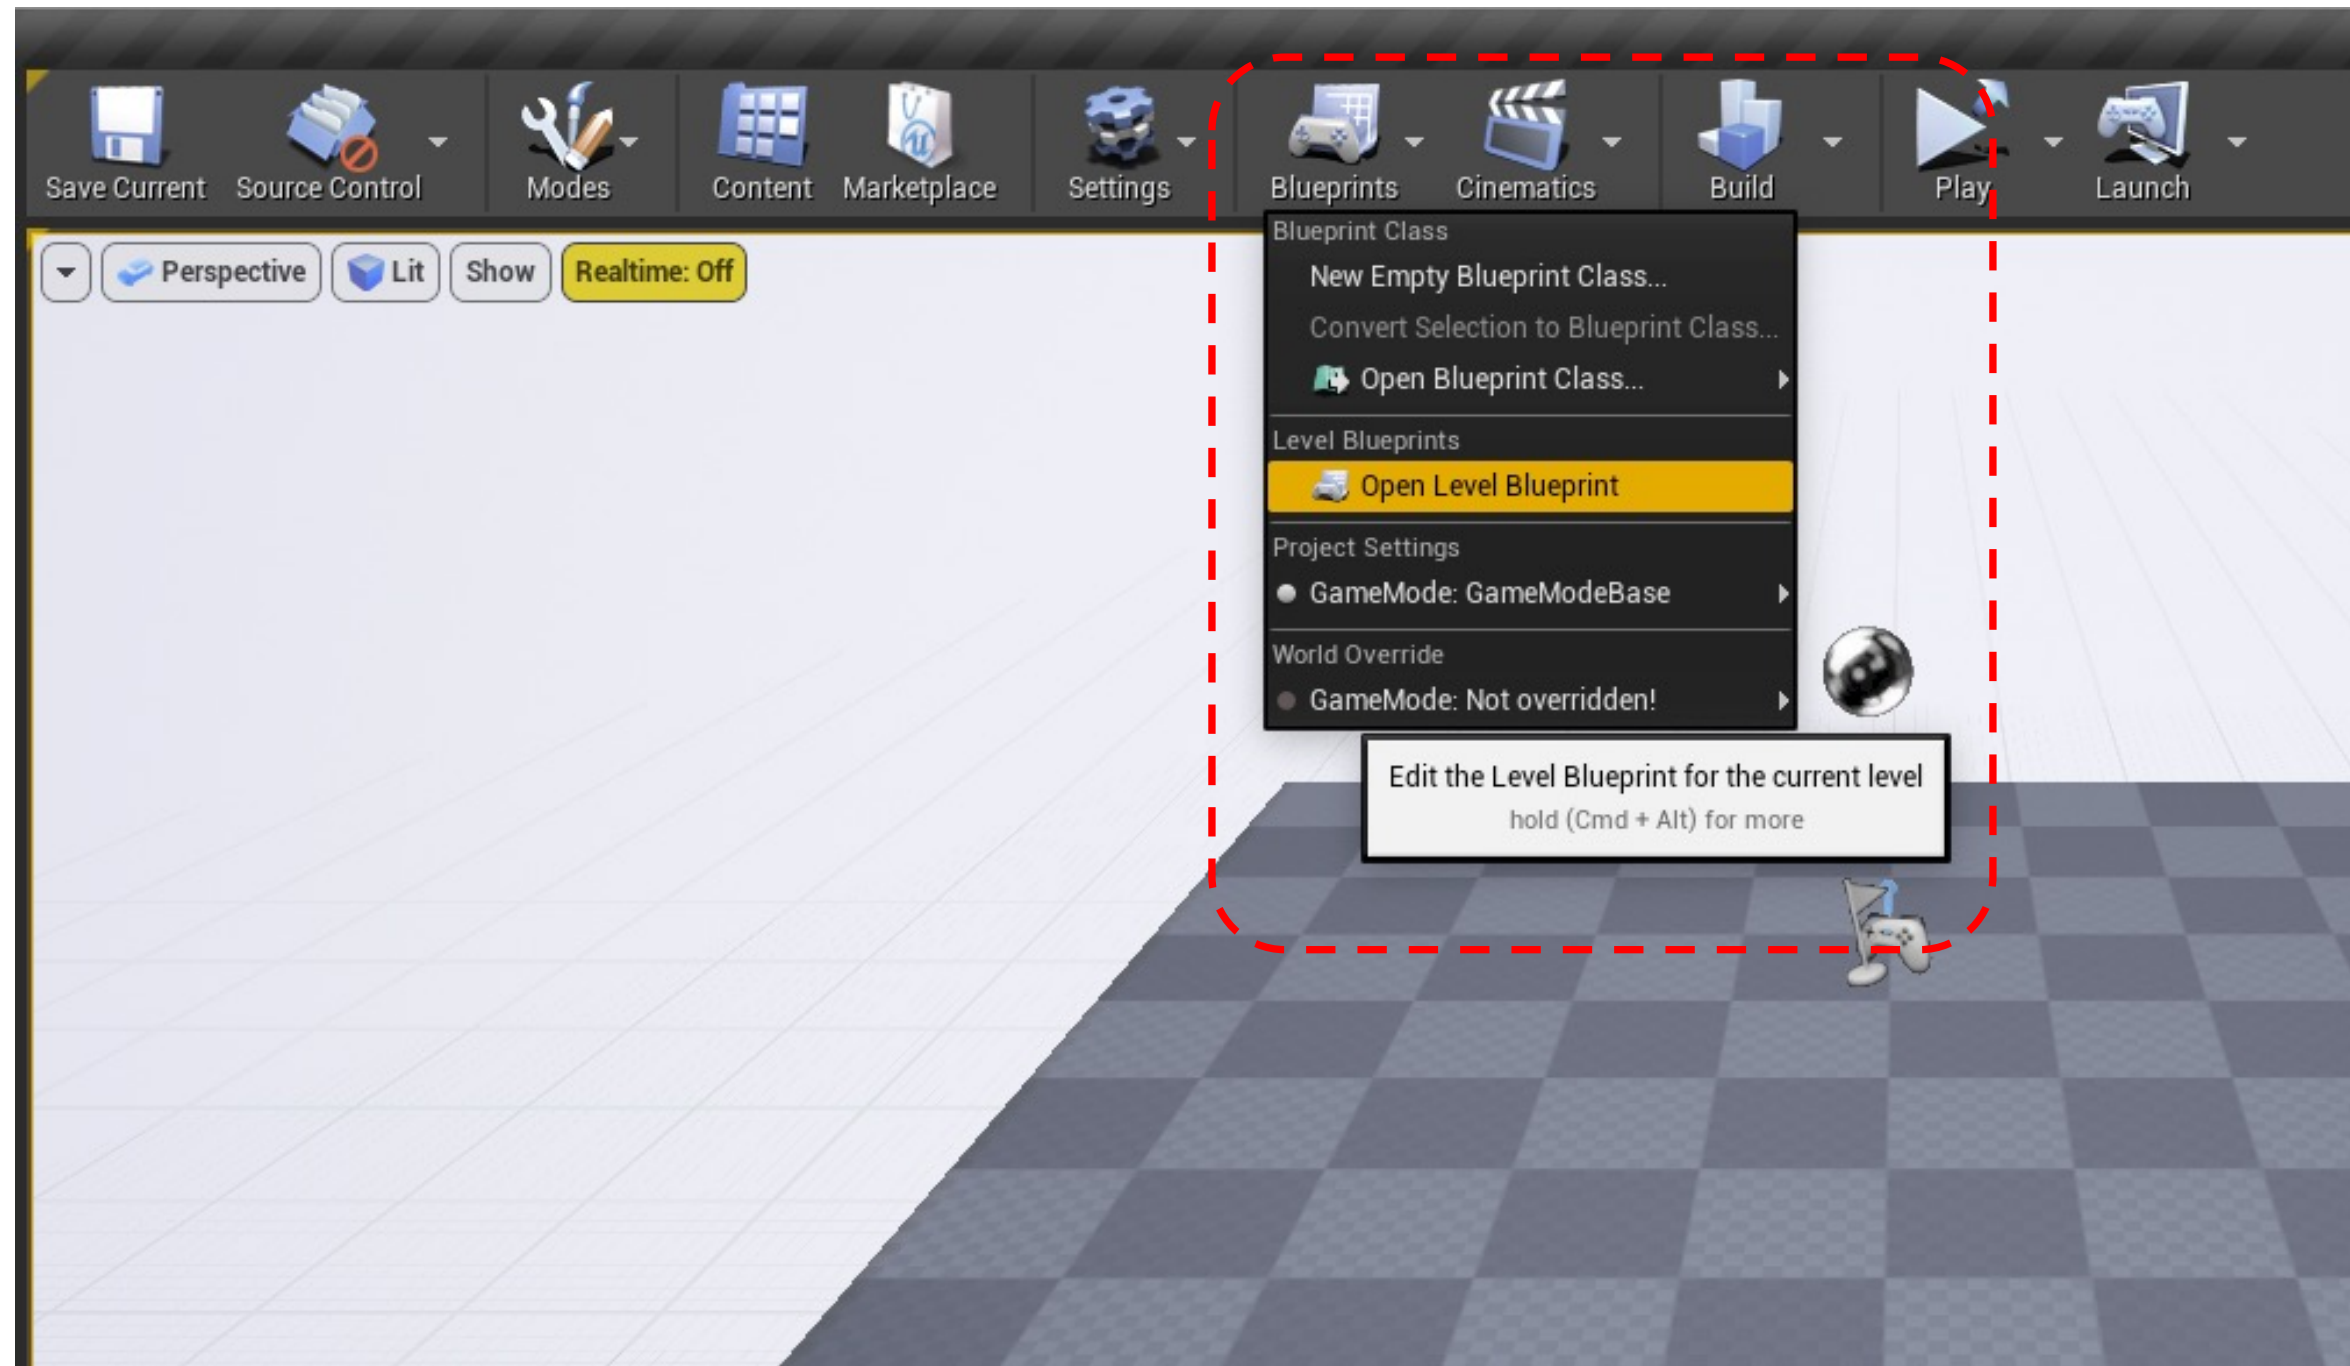 Save Current
Source Control
Modes
Content
Marketplace
Settings
Blueprints
Cinematics
Build
Play
Launch
Perspective
Lit
Show
Realtime: Off
Blueprint Class
New Empty Blueprint Class...
Convert Selection to Blueprint Class...
Open Blueprint Class...
Level Blueprints
Open Level Blueprint
Project Settings
GameMode: GameModeBase
World Override
GameMode: Not overridden!
Edit the Level Blueprint for the current level
hold (Cmd + Alt) for more